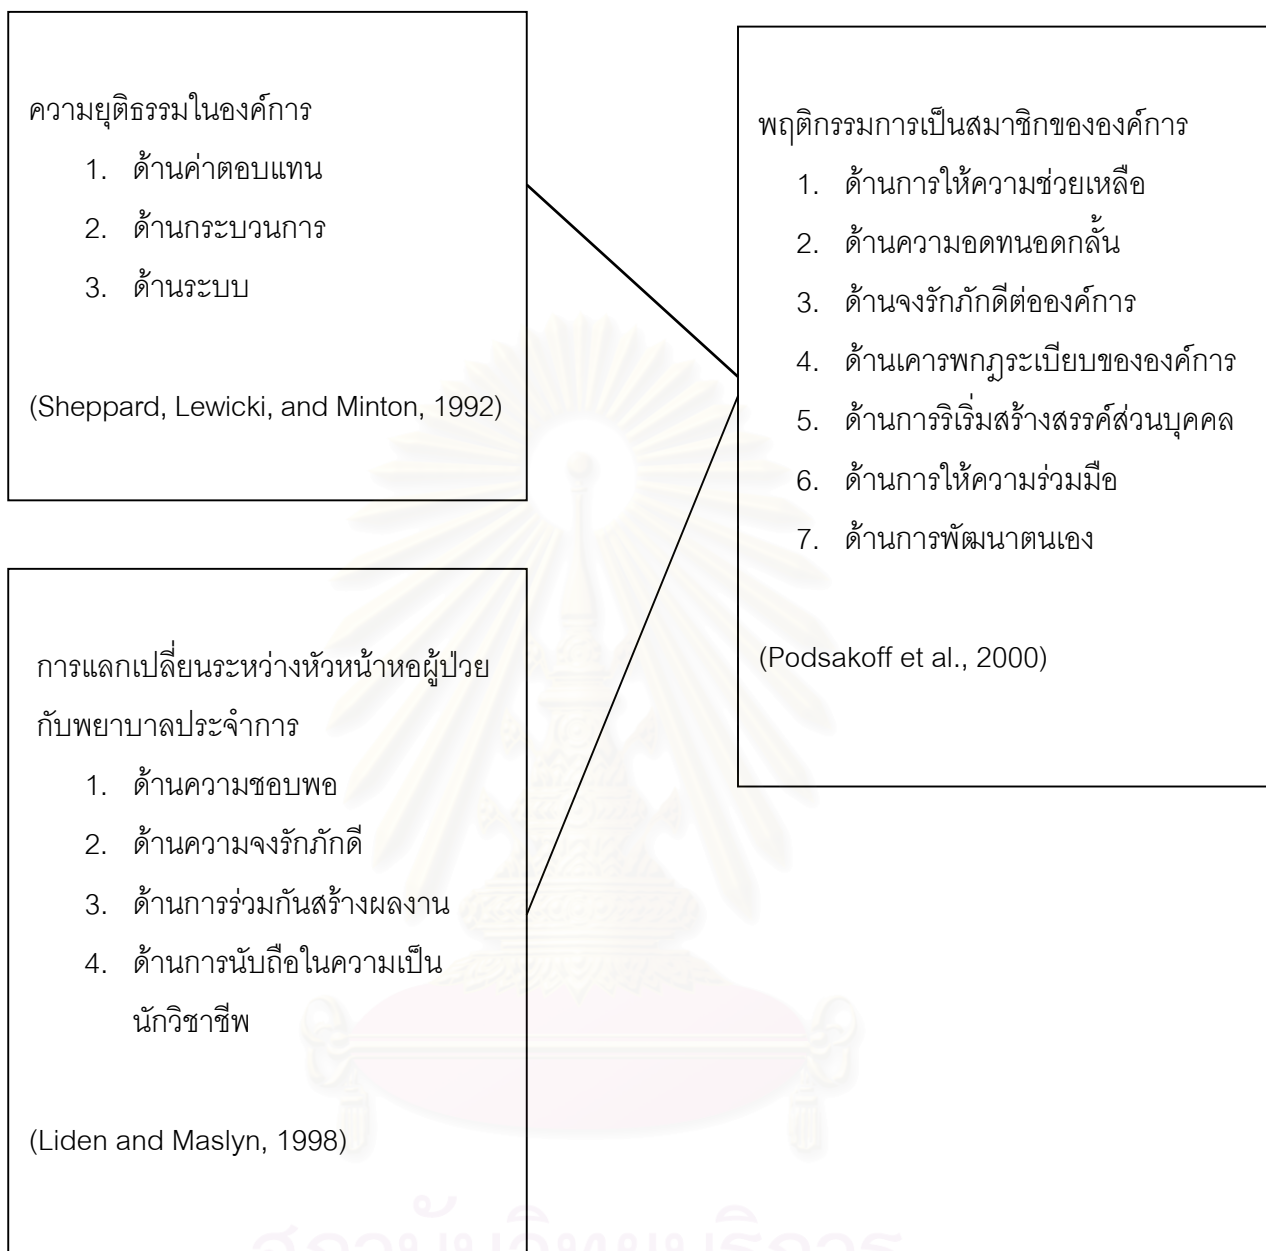 ความยุติธรรมในองค์การ
1. ด้านค่าตอบแทน
2. ด้านกระบวนการ
3. ด้านระบบ
(Sheppard, Lewicki, and Minton, 1992)
การแลกเปลี่ยนระหว่างหัวหน้าหอผู้ป่วย
กับพยาบาลประจำการ
1. ด้านความชอบพอ
2. ด้านความจงรักภักดี
3. ด้านการร่วมกันสร้างผลงาน
4. ด้านการนับถือในความเป็น
นักวิชาชีพ
(Liden and Maslyn, 1998)
พฤติกรรมการเป็นสมาชิกขององค์การ
1. ด้านการให้ความช่วยเหลือ
2. ด้านความอดทนอดกลั้น
3. ด้านจงรักภักดีต่อองค์การ
4. ด้านเคารพกฎระเบียบขององค์การ
5. ด้านการริเริ่มสร้างสรรค์ส่วนบุคคล
6. ด้านการให้ความร่วมมือ
7. ด้านการพัฒนาตนเอง
(Podsakoff et al., 2000)
สถาบันวิทยบริการ